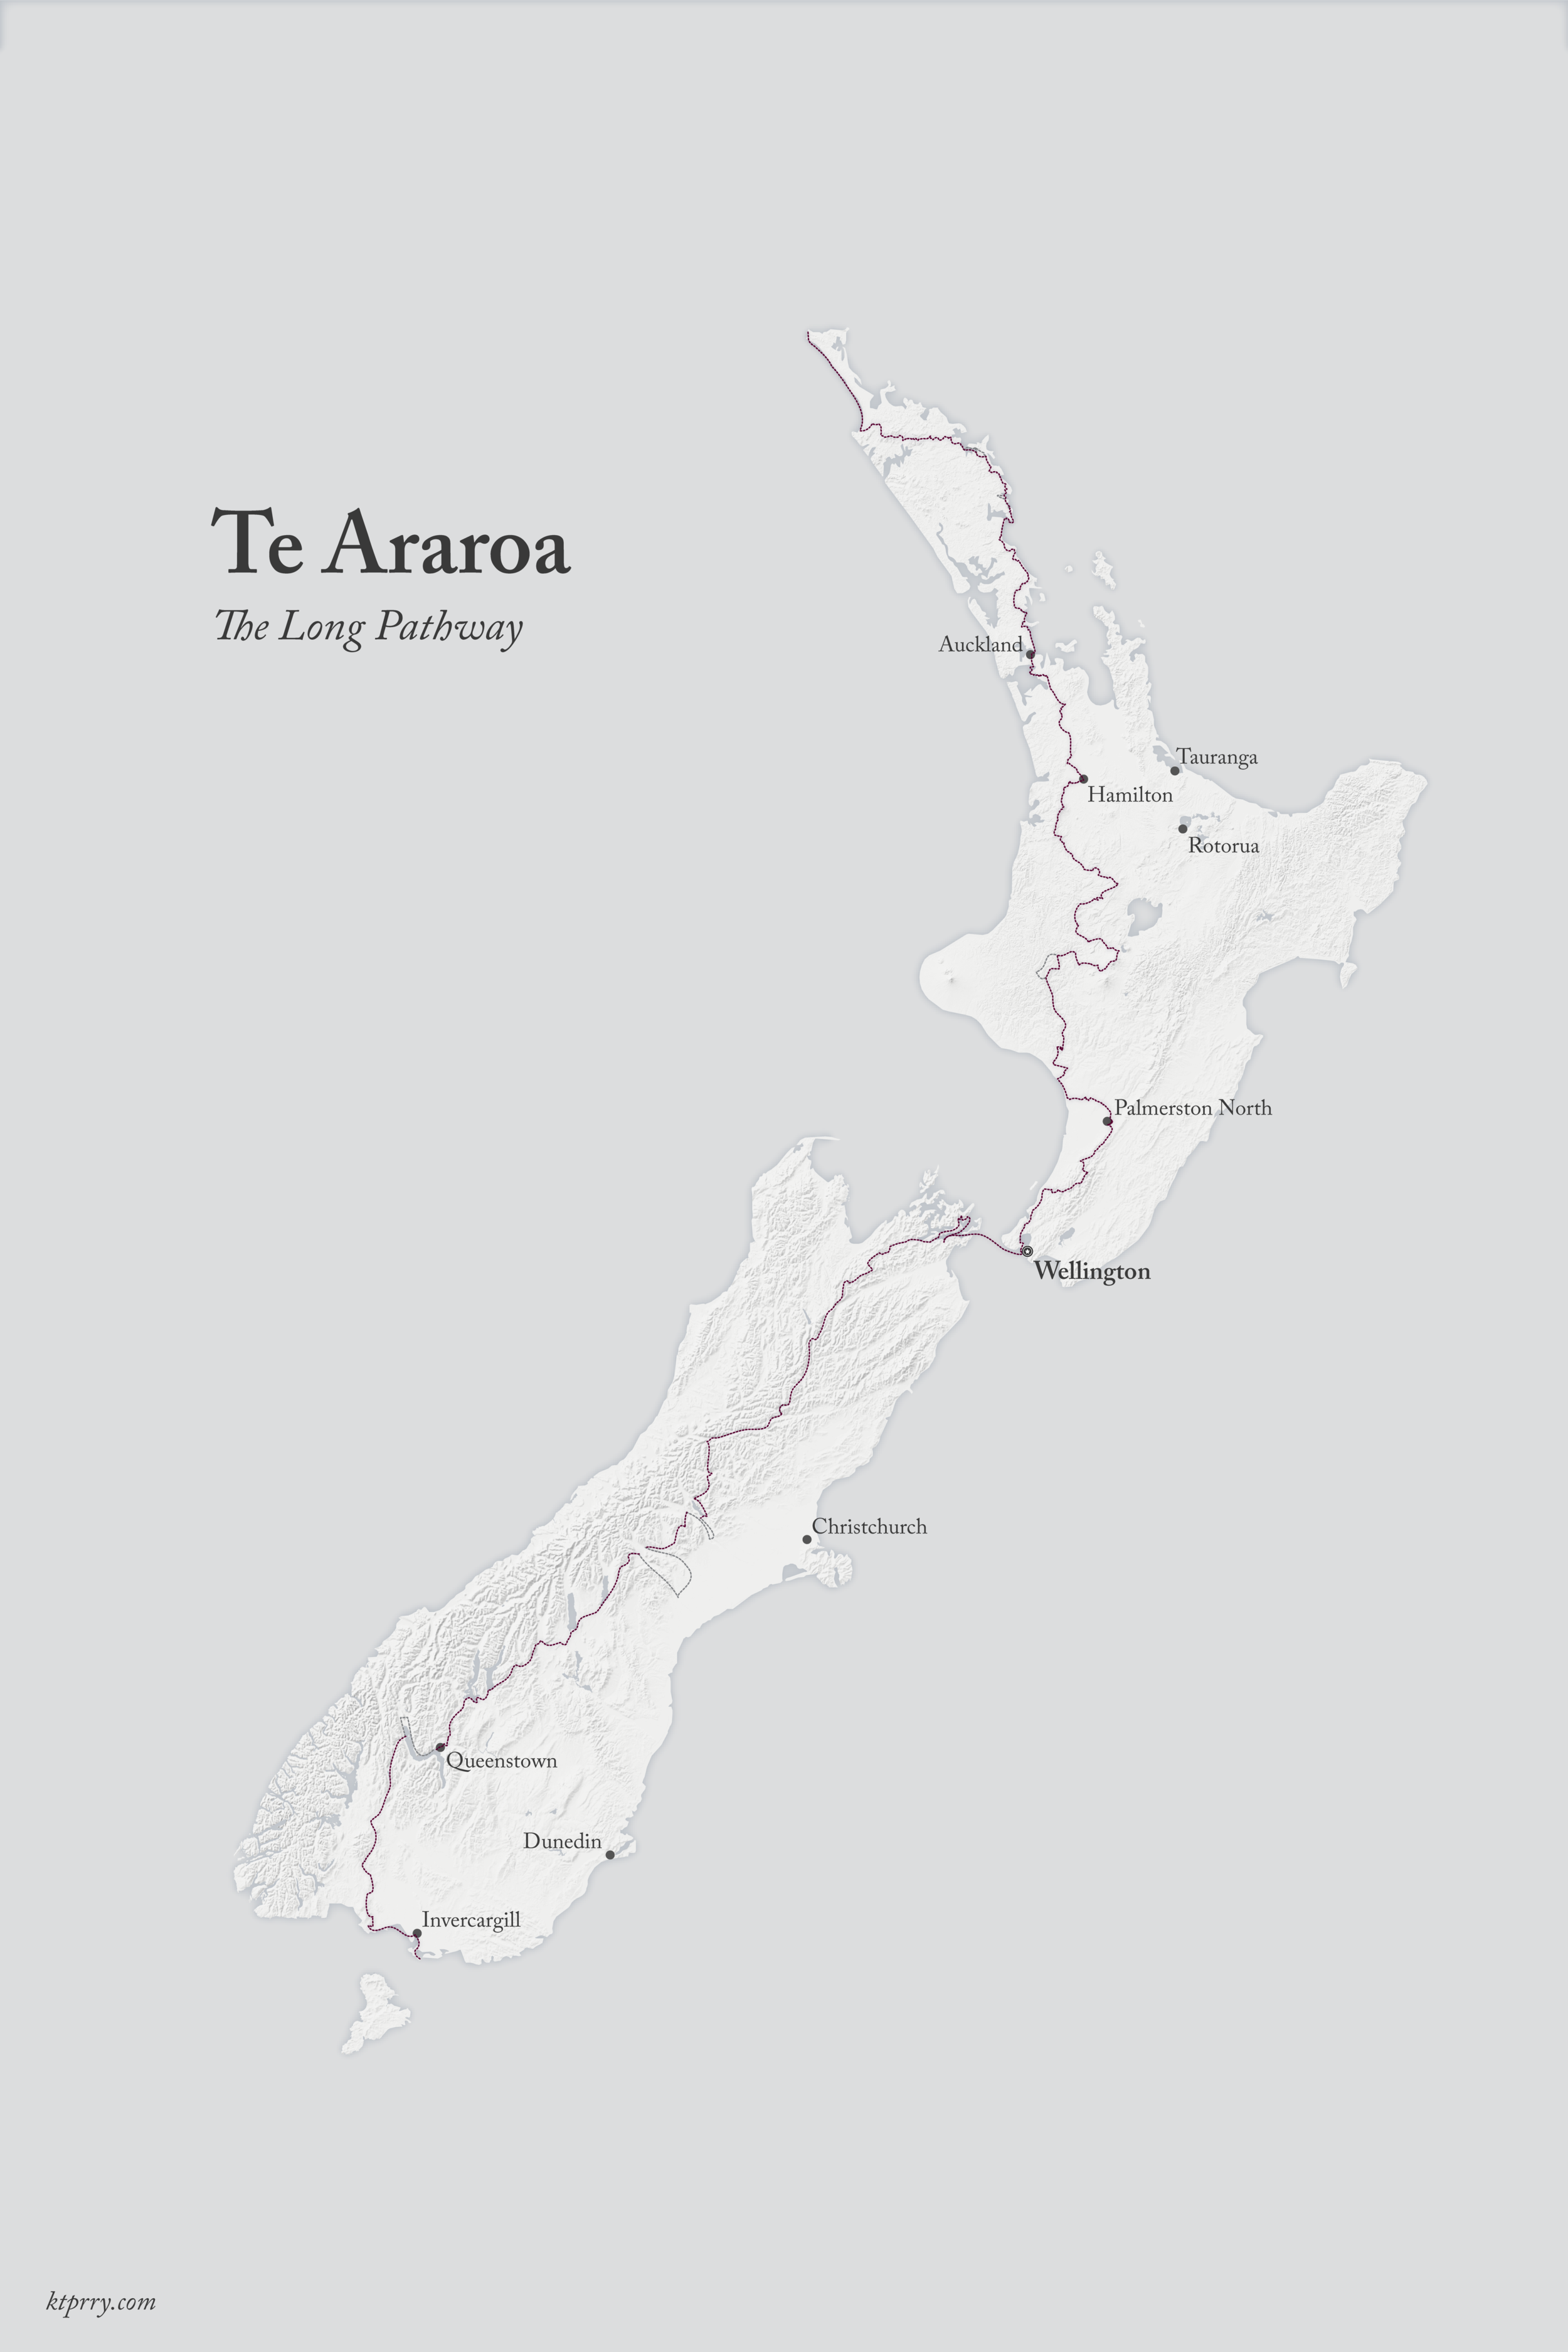 Te Araroa
The Long Pathway
Auckland
Tauranga
Hamilton
Rotorua
Palmerston North
Wellington
Christchurch
Queenstown
Dunedin
Invercargill
ktprry.com